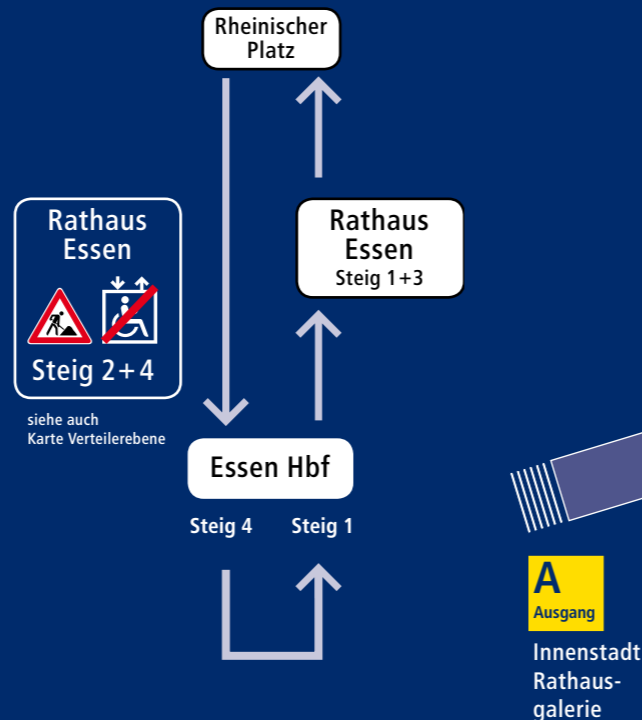 Rheinischer
Platz
Rathaus
Essen
Steig 2+4
siehe auch
Karte Verteilerebene
Rathaus
Essen
Steig 1+3
Essen Hbf
Steig 4
Steig 1
A
Ausgang
Innenstadt
Rathaus-
galerie